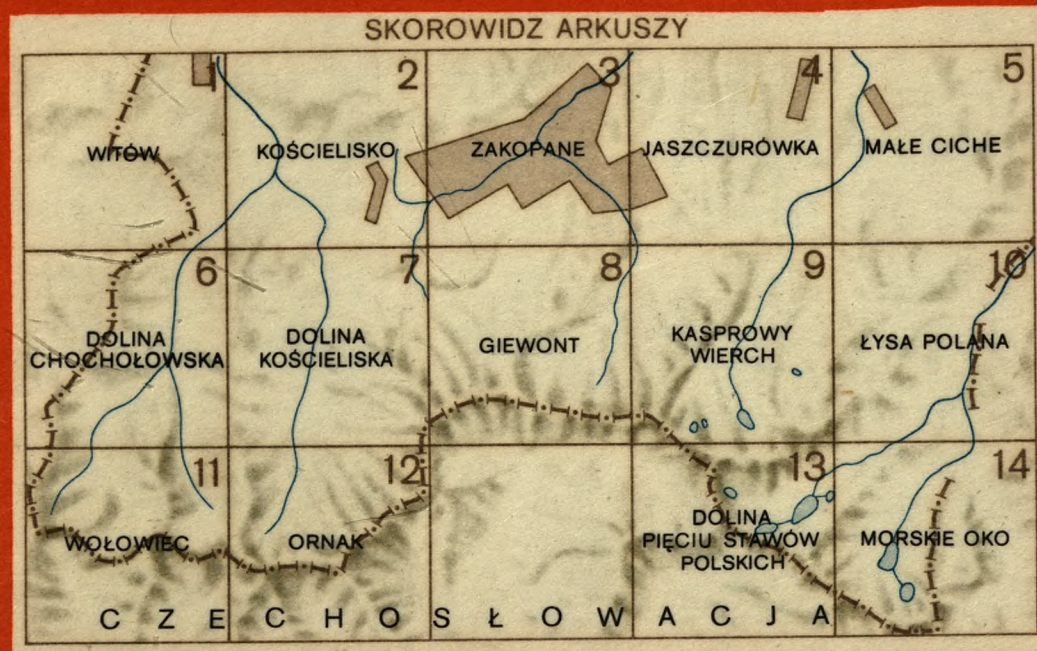 SKOROWIDZ ARKUSZY
1
2
3
4
5
WITÓW
KOŚCIELISKO
ZAKOPANE
JASZCZURÓWKA
MAŁE CICHE
6
7
8
9
10
DOLINA
CHOCHOŁOWSKA
DOLINA
KOŚCIELISKA
GIEWONT
KASPROWY
WIERCH
ŁYSA POLANA
11
12
13
14
WOŁOWIEC
ORNAK
DOLINA
PIĘCIU STAWÓW
POLSKICH
MORSKIE OKO
CZECHOSŁOWACJA